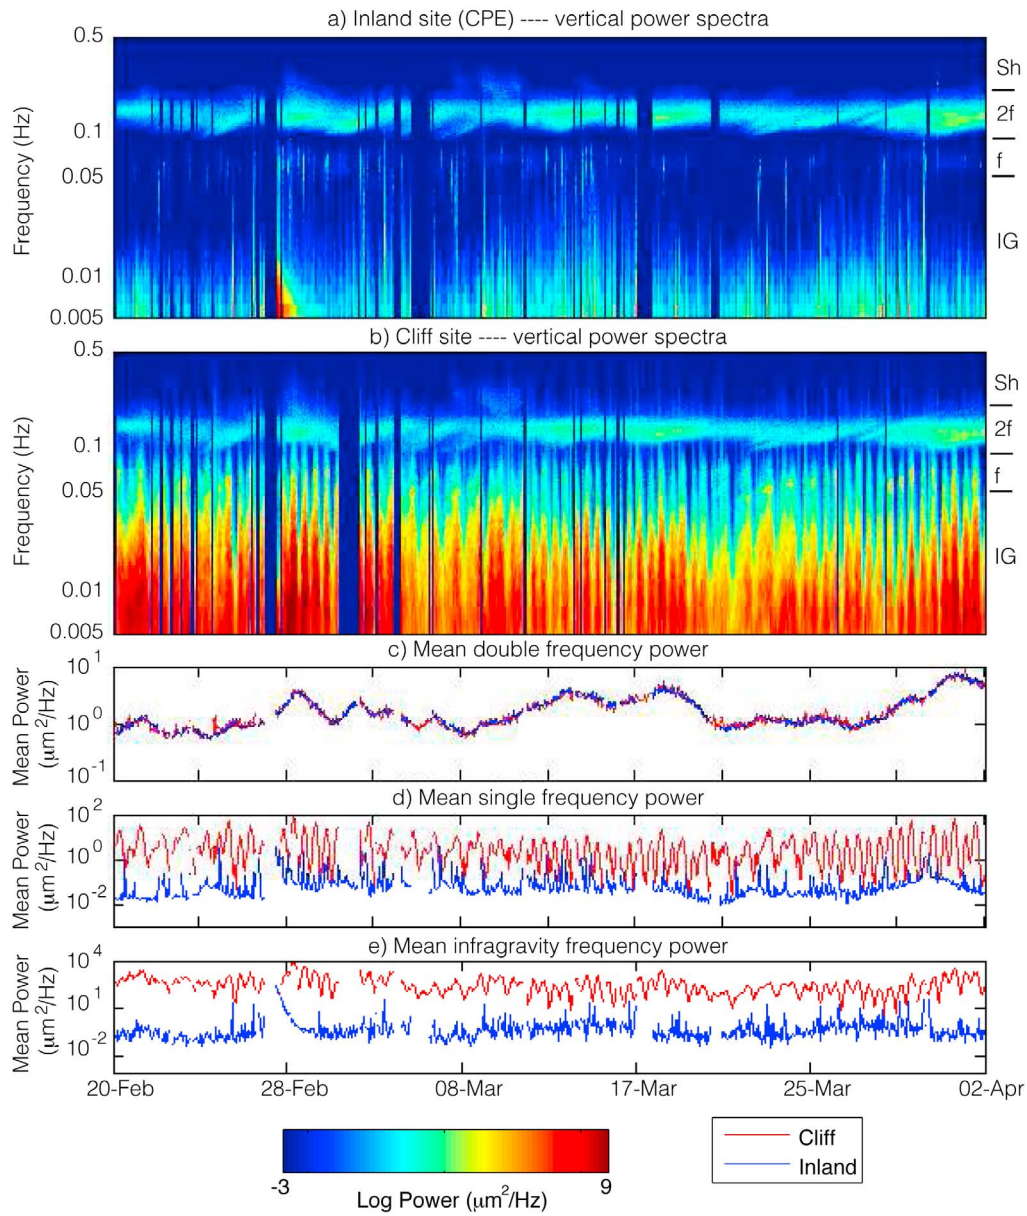 a) Inland site (CPE) ---- vertical power spectra
0.5
0.1
0.05
0.01
0.005
Frequency (Hz)
Sh
2f
f
IG
b) Cliff site ---- vertical power spectra
0.5
0.1
0.05
0.01
0.005
Frequency (Hz)
Sh
2f
f
IG
c) Mean double frequency power
10^1
10^0
10^-1
Mean Power
(μm^2/Hz)
d) Mean single frequency power
10^2
10^0
10^-2
Mean Power
(μm^2/Hz)
e) Mean infragravity frequency power
10^4
10^1
10^-2
Mean Power
(μm^2/Hz)
20-Feb 28-Feb 08-Mar 17-Mar 25-Mar 02-Apr
-3 9
Log Power (μm^2/Hz)
Cliff
Inland